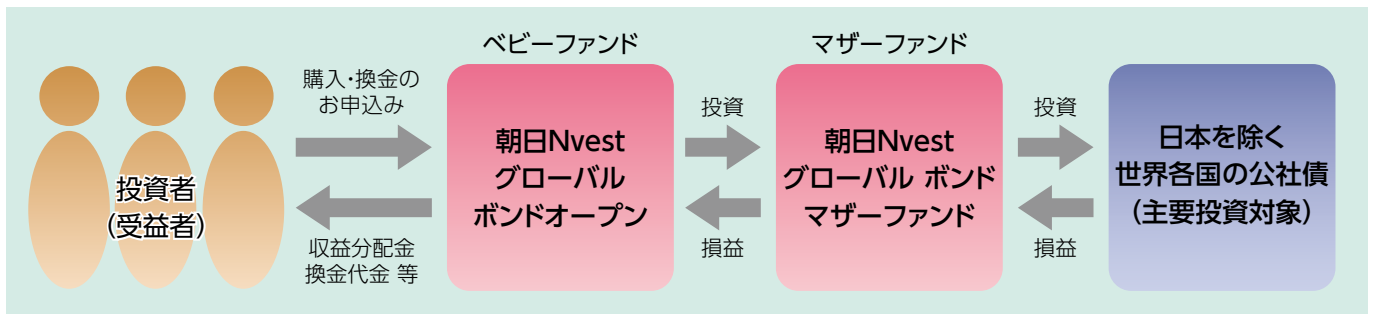 ベビーファンド
マザーファンド
購入・換金の
お申込み
投資者
(受益者)
収益分配金
換金代金 等
朝日Nvest
グローバル
ボンドオープン
投資
損益
朝日Nvest
グローバル ボンド
マザーファンド
投資
損益
日本を除く
世界各国の公社債
(主要投資対象)